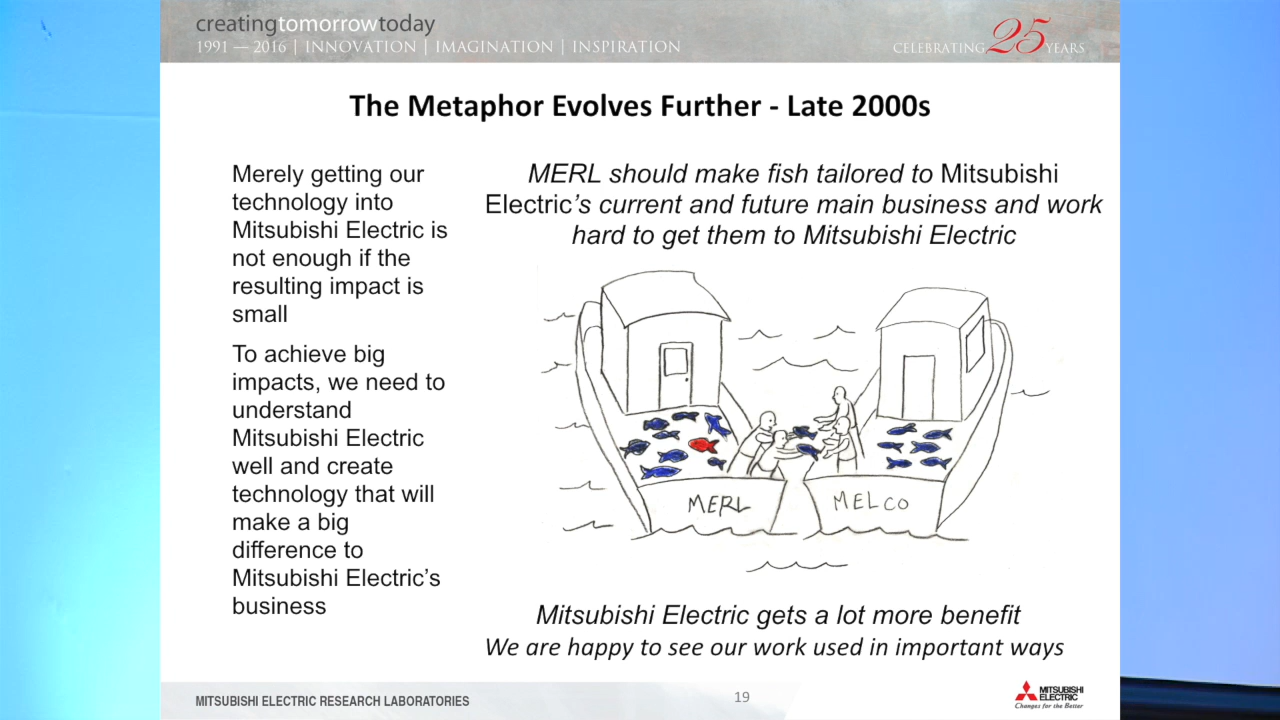 creatingtomorrowtoday
1991 — 2016 | INNOVATION | IMAGINATION | INSPIRATION
CELEBRATING 25 YEARS
The Metaphor Evolves Further - Late 2000s
Merely getting our
technology into
Mitsubishi Electric is
not enough if the
resulting impact is
small
To achieve big
impacts, we need to
understand
Mitsubishi Electric
well and create
technology that will
make a big
difference to
Mitsubishi Electric’s
business
MERL should make fish tailored to Mitsubishi
Electric’s current and future main business and work
hard to get them to Mitsubishi Electric
MERL
MELCO
Mitsubishi Electric gets a lot more benefit
We are happy to see our work used in important ways
MITSUBISHI ELECTRIC RESEARCH LABORATORIES
19
MITSUBISHI
ELECTRIC
Changes for the Better